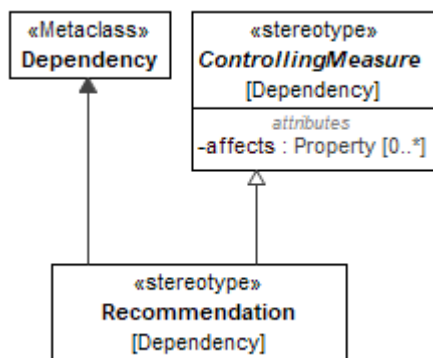 «Metaclass»
Dependency
«stereotype»
ControllingMeasure
[Dependency]
attributes
-affects : Property [0..*]
«stereotype»
Recommendation
[Dependency]